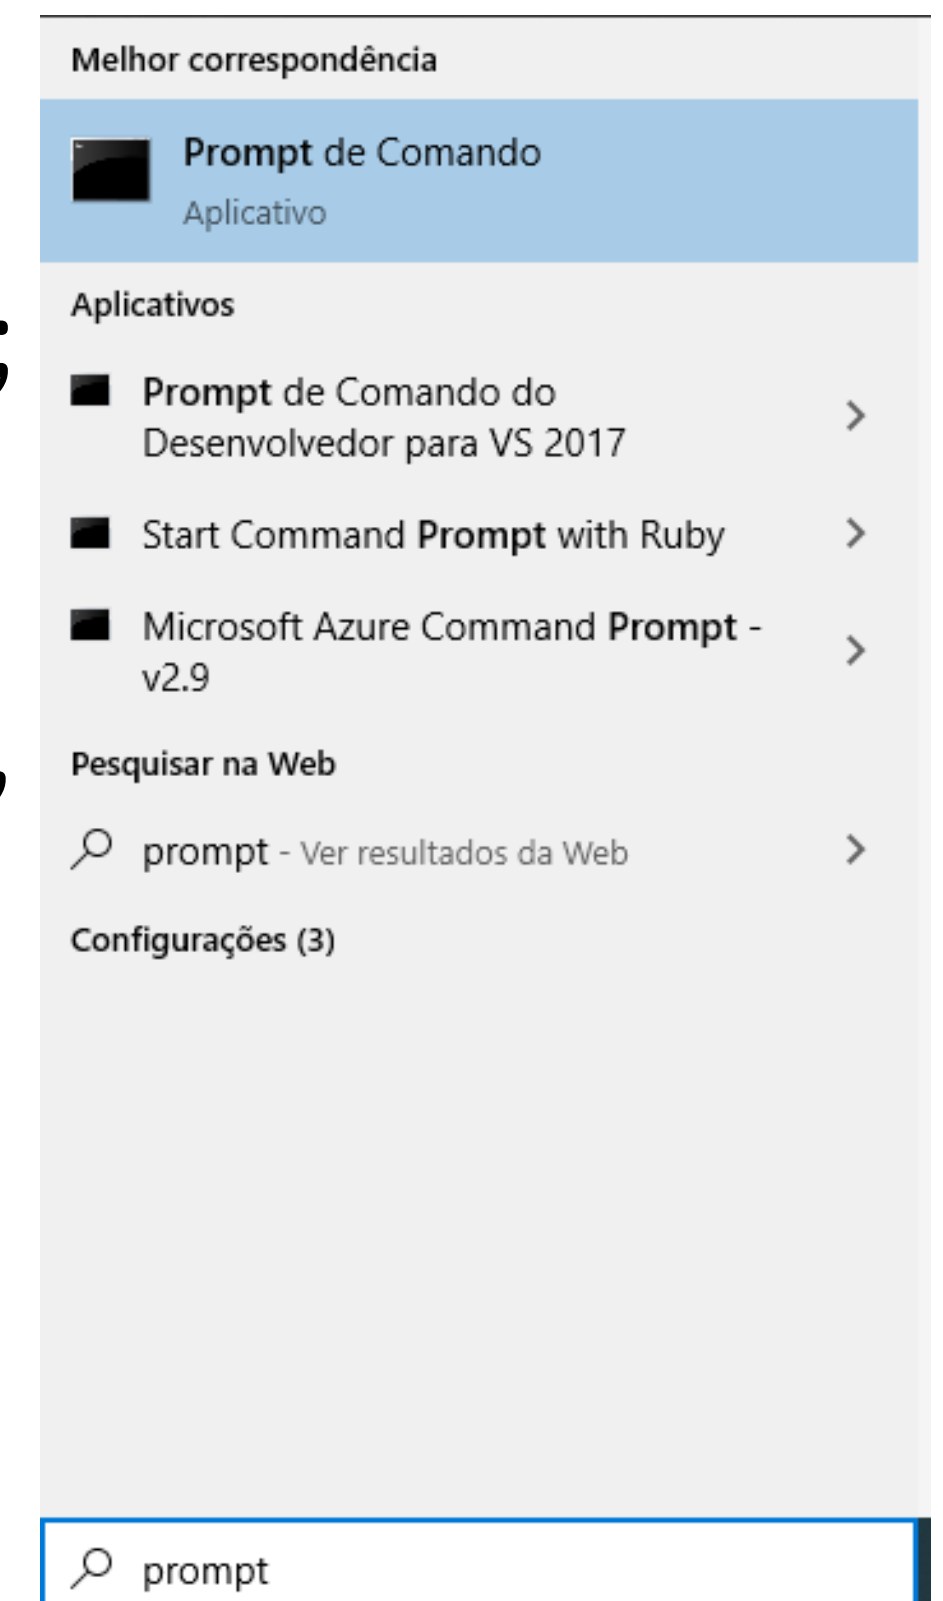 Melhor correspondência
Prompt de Comando
Aplicativo
Aplicativos
;
Prompt de Comando do
Desenvolvedor para VS 2017
Start Command Prompt with Ruby
Microsoft Azure Command Prompt -
v2.9
Pesquisar na Web
,
prompt - Ver resultados da Web
Configurações (3)
prompt